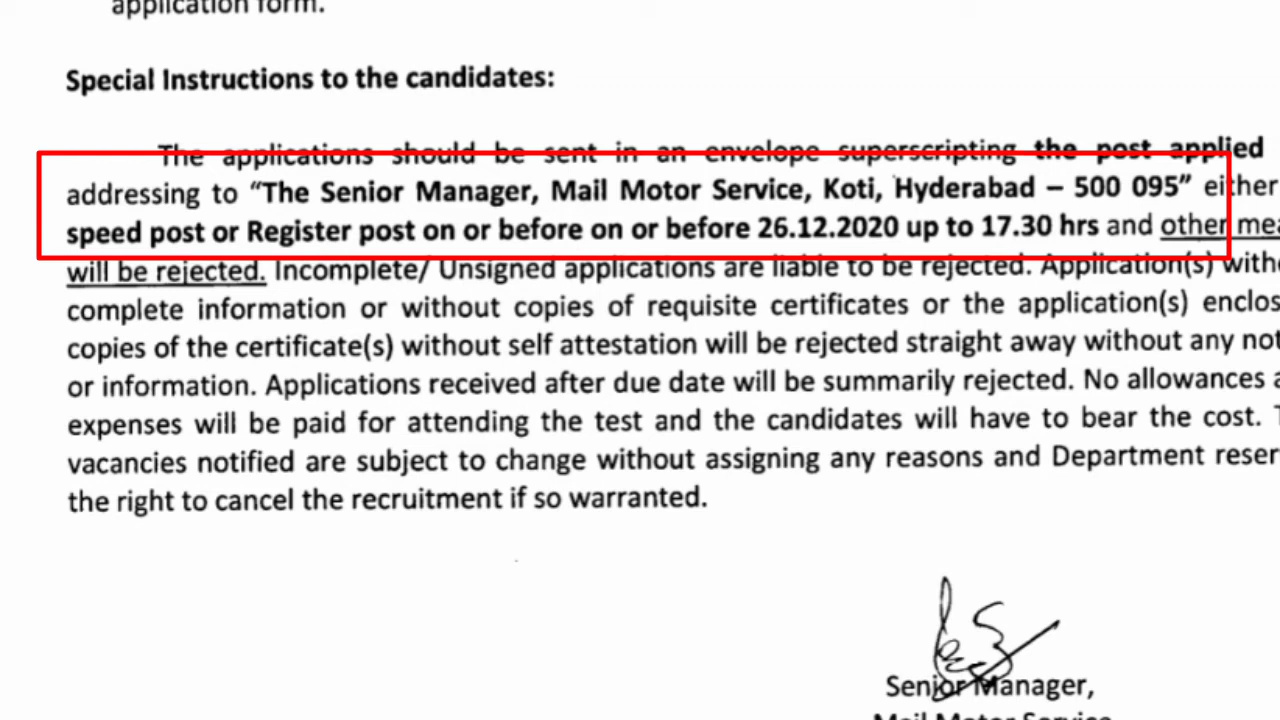 application form.
Special Instructions to the candidates:
The applications should be sent in an envelope superscripting the post applied
addressing to “The Senior Manager, Mail Motor Service, Koti, Hyderabad – 500 095” either
speed post or Register post on or before on or before 26.12.2020 up to 17.30 hrs and other mea
will be rejected. Incomplete/ Unsigned applications are liable to be rejected. Application(s) witho
complete information or without copies of requisite certificates or the application(s) enclos
copies of the certificate(s) without self attestation will be rejected straight away without any not
or information. Applications received after due date will be summarily rejected. No allowances a
expenses will be paid for attending the test and the candidates will have to bear the cost. T
vacancies notified are subject to change without assigning any reasons and Department reser
the right to cancel the recruitment if so warranted.
Senior Manager,
Mail Motor Service